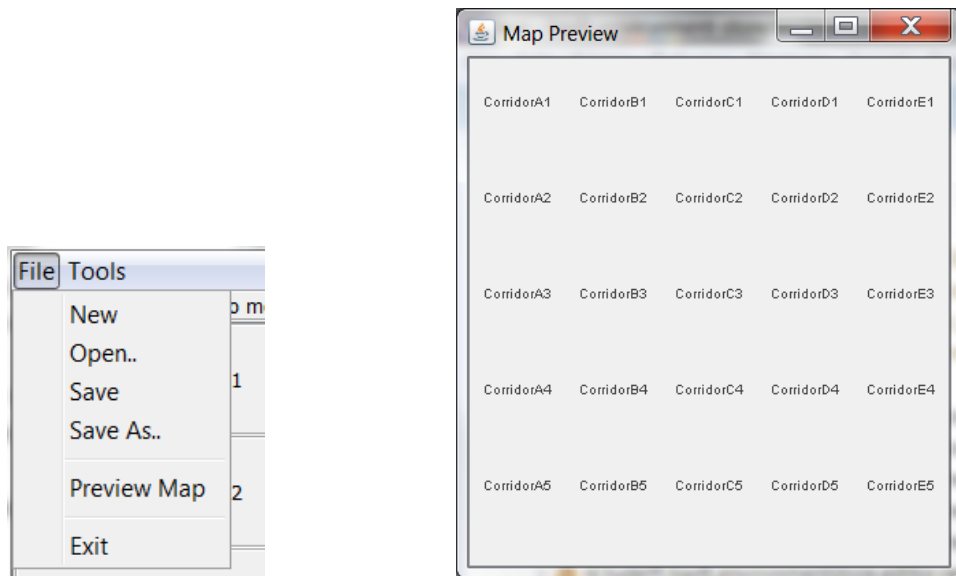 File Tools
New
Open..
Save
Save As..
Preview Map
Exit
1
2
Map Preview
CorridorA1 CorridorB1 CorridorC1 CorridorD1 CorridorE1
CorridorA2 CorridorB2 CorridorC2 CorridorD2 CorridorE2
CorridorA3 CorridorB3 CorridorC3 CorridorD3 CorridorE3
CorridorA4 CorridorB4 CorridorC4 CorridorD4 CorridorE4
CorridorA5 CorridorB5 CorridorC5 CorridorD5 CorridorE5